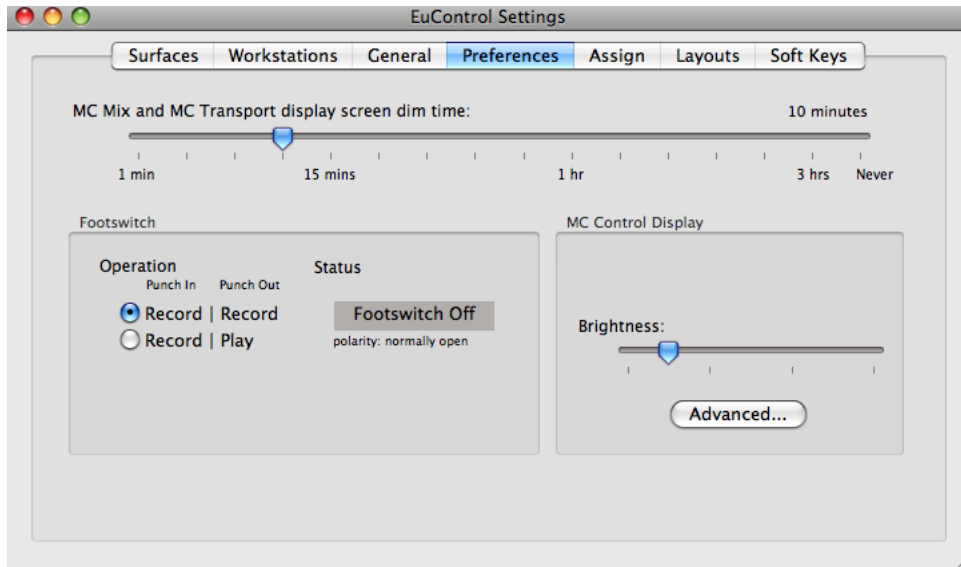 EuControl Settings
Surfaces Workstations General Preferences Assign Layouts Soft Keys
MC Mix and MC Transport display screen dim time: 10 minutes
1 min 15 mins 1 hr 3 hrs Never
Footswitch
Operation Status
Punch In Punch Out
Record | Record
Footswitch Off
Record | Play
polarity: normally open
MC Control Display
Brightness:
Advanced...